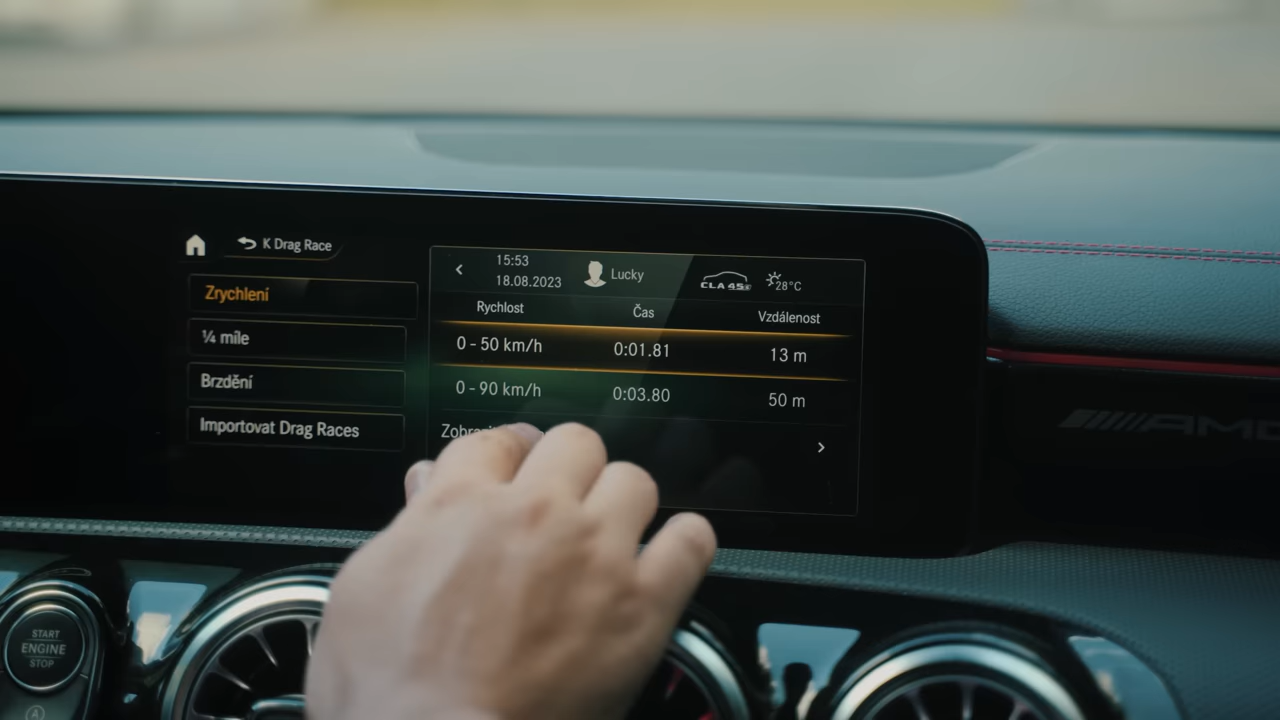 K Drag Race
Zrychlení
¼ míle
Brzdění
Importovat Drag Races
15:53
18.08.2023
Lucky
CLA 45 S
28°C
Rychlost Čas Vzdálenost
0 - 50 km/h 0:01.81 13 m
0 - 90 km/h 0:03.80 50 m
AMG
START
ENGINE
STOP
A